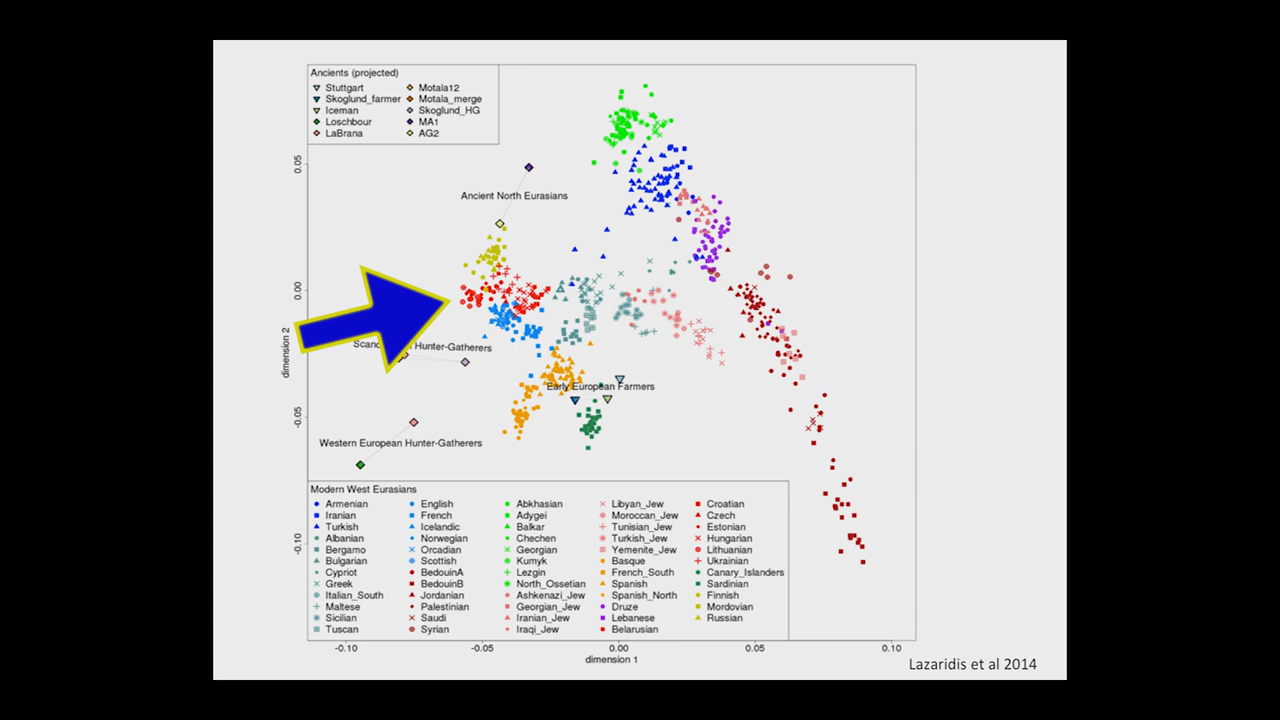 Ancients (projected)
Stuttgart
Skoglund_farmer
Iceman
Loschbour
LaBrana
Motala12
Motala_merge
Skoglund_HG
MA1
AG2
Ancient North Eurasians
Hunter-Gatherers
Early European Farmers
Western European Hunter-Gatherers
dimension 2
0.05
0.00
-0.05
-0.10
Modern West Eurasians
Armenian
Iranian
Turkish
Albanian
Bergamo
Bulgarian
Cypriot
Greek
Italian_South
Maltese
Sicilian
Tuscan
English
French
Icelandic
Norwegian
Orcadian
Scottish
BedouinA
BedouinB
Jordanian
Palestinian
Saudi
Syrian
Abkhasian
Adygei
Balkar
Chechen
Georgian
Kumyk
Lezgin
North_Ossetian
Ashkenazi_Jew
Georgian_Jew
Iranian_Jew
Iraqi_Jew
Libyan_Jew
Moroccan_Jew
Tunisian_Jew
Turkish_Jew
Yemenite_Jew
Basque
French_South
Spanish
Spanish_North
Druze
Lebanese
Belarusian
Croatian
Czech
Estonian
Hungarian
Lithuanian
Ukrainian
Canary_Islanders
Sardinian
Finnish
Mordovian
Russian
-0.10
-0.05
0.00
0.05
0.10
dimension 1
Lazaridis et al 2014